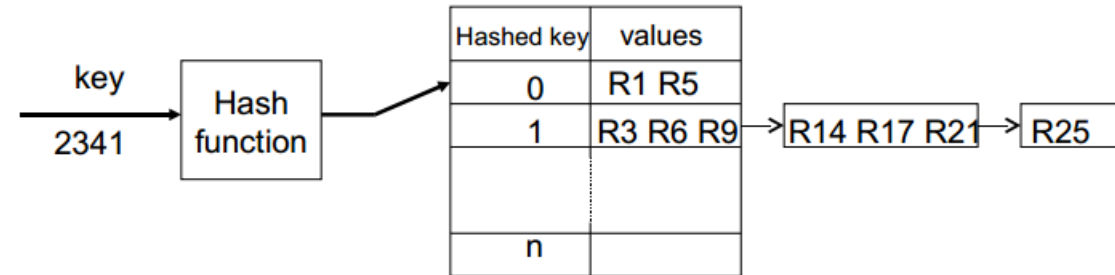 key
2341
Hash
function
Hashed key values
0 R1 R5
1 R3 R6 R9 R14 R17 R21 R25
n